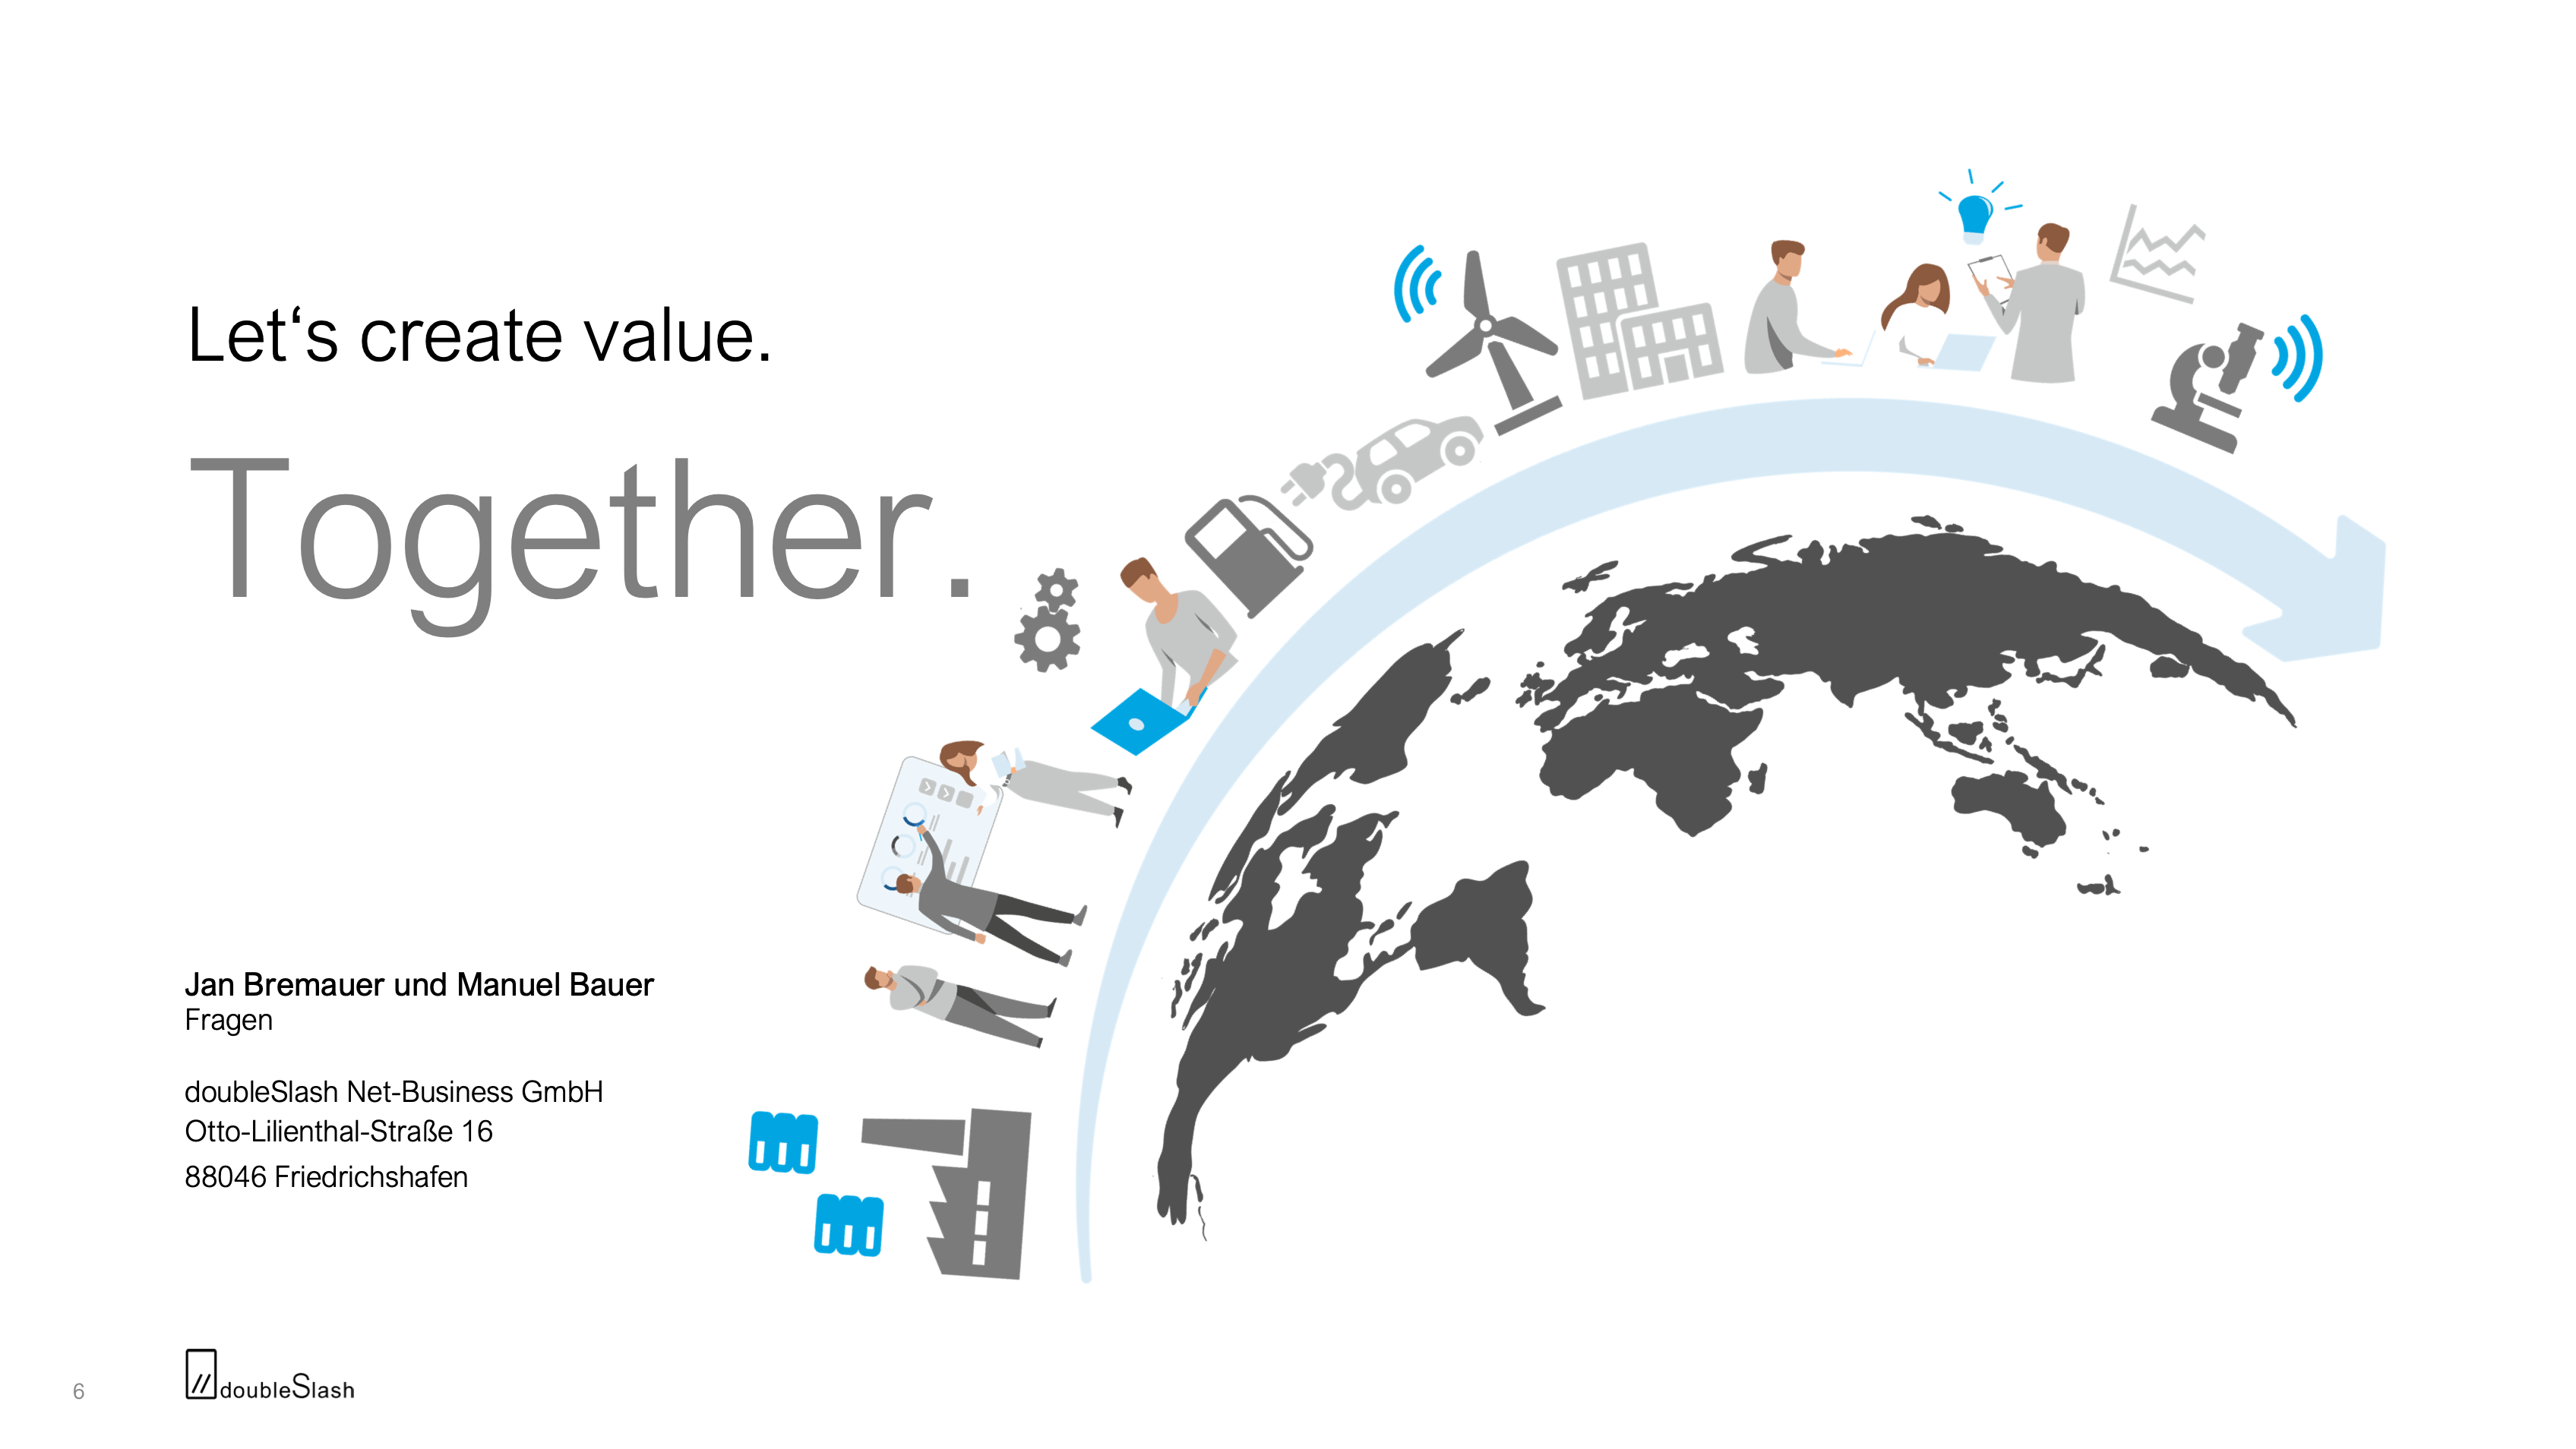 Let‘s create value.
Together.
Jan Bremauer und Manuel Bauer
Fragen
doubleSlash Net-Business GmbH
Otto-Lilienthal-Straße 16
88046 Friedrichshafen
6
// doubleSlash